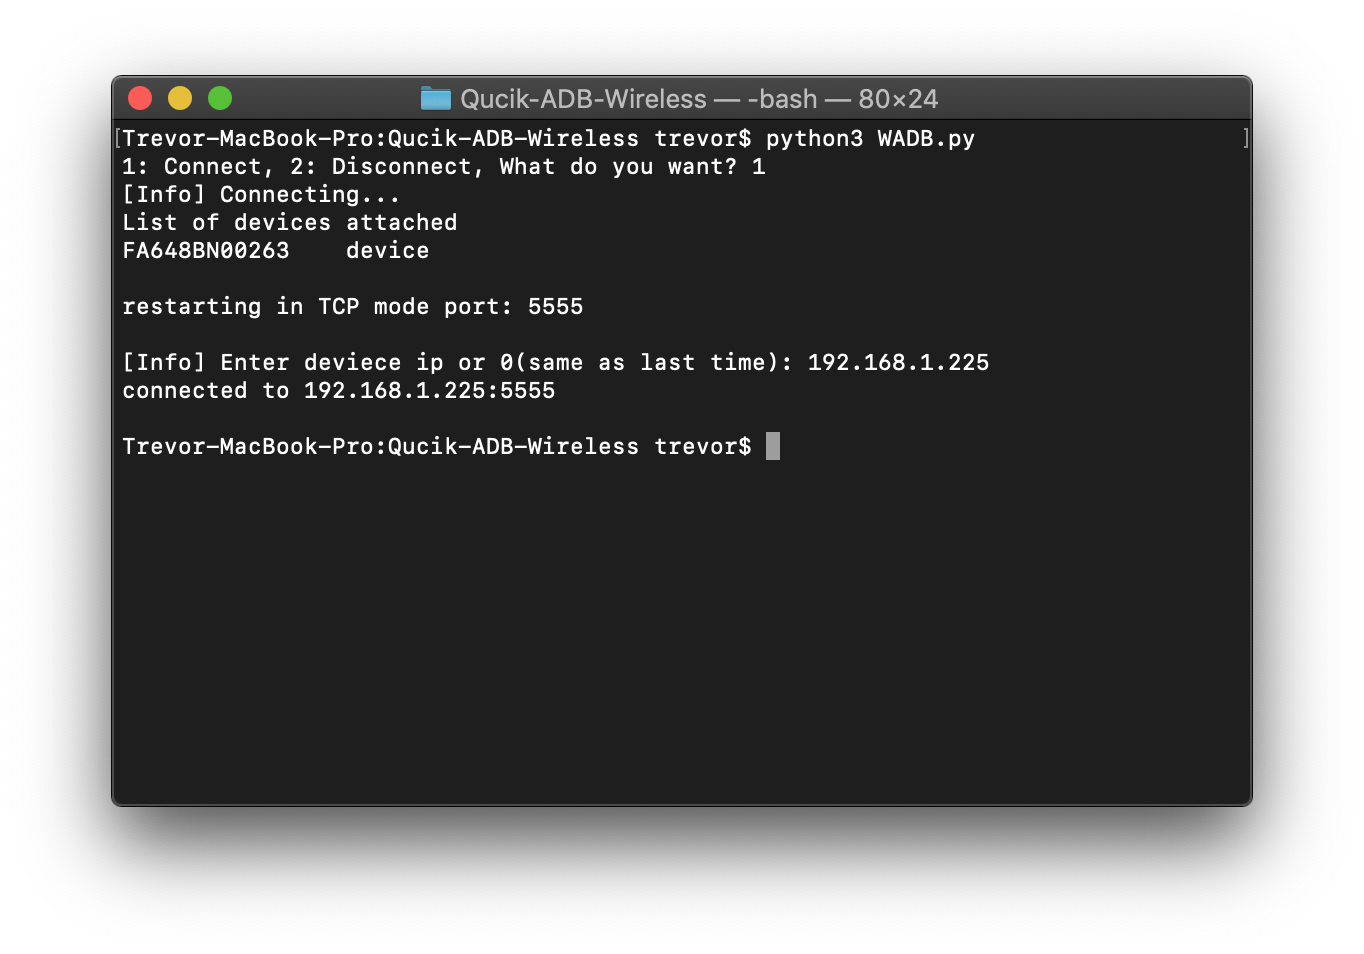 Qucik-ADB-Wireless — -bash — 80×24
[Trevor-MacBook-Pro:Qucik-ADB-Wireless trevor$ python3 WADB.py ]
1: Connect, 2: Disconnect, What do you want? 1
[Info] Connecting...
List of devices attached
FA648BN00263    device
restarting in TCP mode port: 5555
[Info] Enter deviece ip or 0(same as last time): 192.168.1.225
connected to 192.168.1.225:5555
Trevor-MacBook-Pro:Qucik-ADB-Wireless trevor$